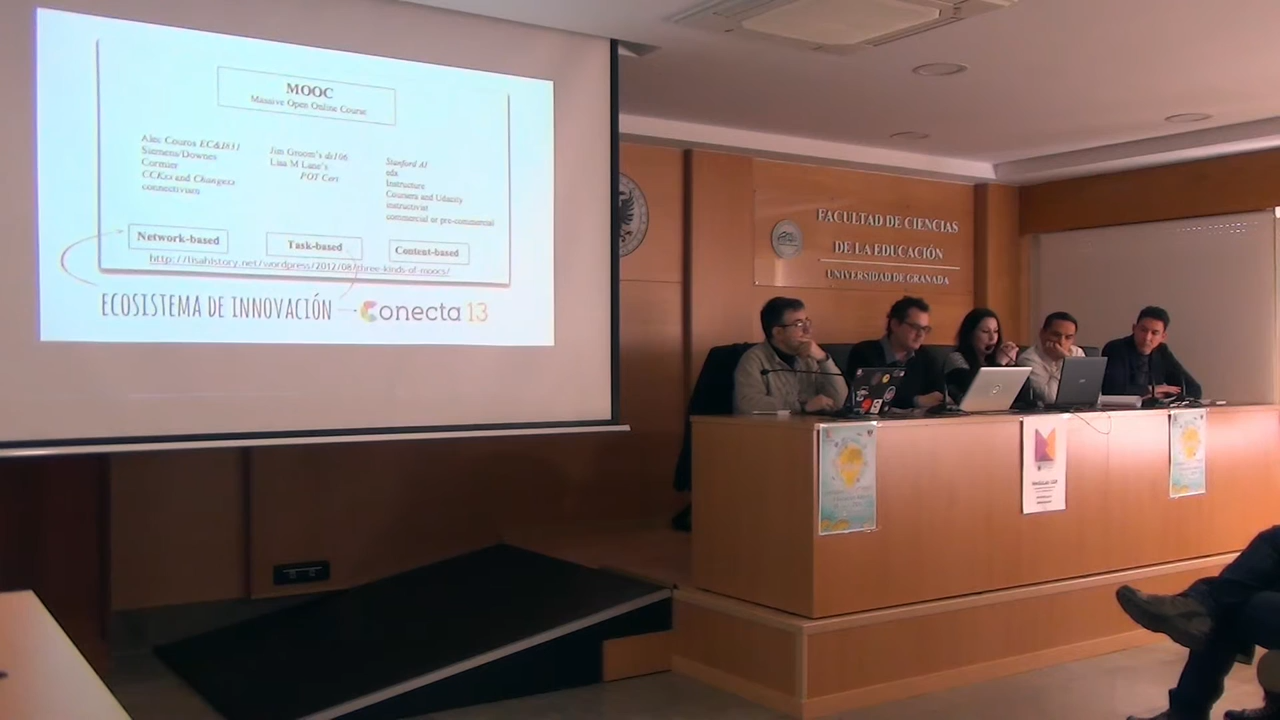 MOOC
Massive Open Online Course
Alec Couros EC&I831
Siemens/Downes
Cormier
CCKxx and Changexx
connectivism
Jim Groom's ds106
Lisa M Lane's
POT Cert
Stanford AI
edx
Instructure
Coursera and Udacity
instructivist
commercial or pre-commercial
Network-based
Task-based
Content-based
http://lisahistory.net/wordpress/2012/08/three-kinds-of-moocs/
ECOSISTEMA DE INNOVACIÓN
Conecta 13
FACULTAD DE CIENCIAS
DE LA EDUCACIÓN
UNIVERSIDAD DE GRANADA